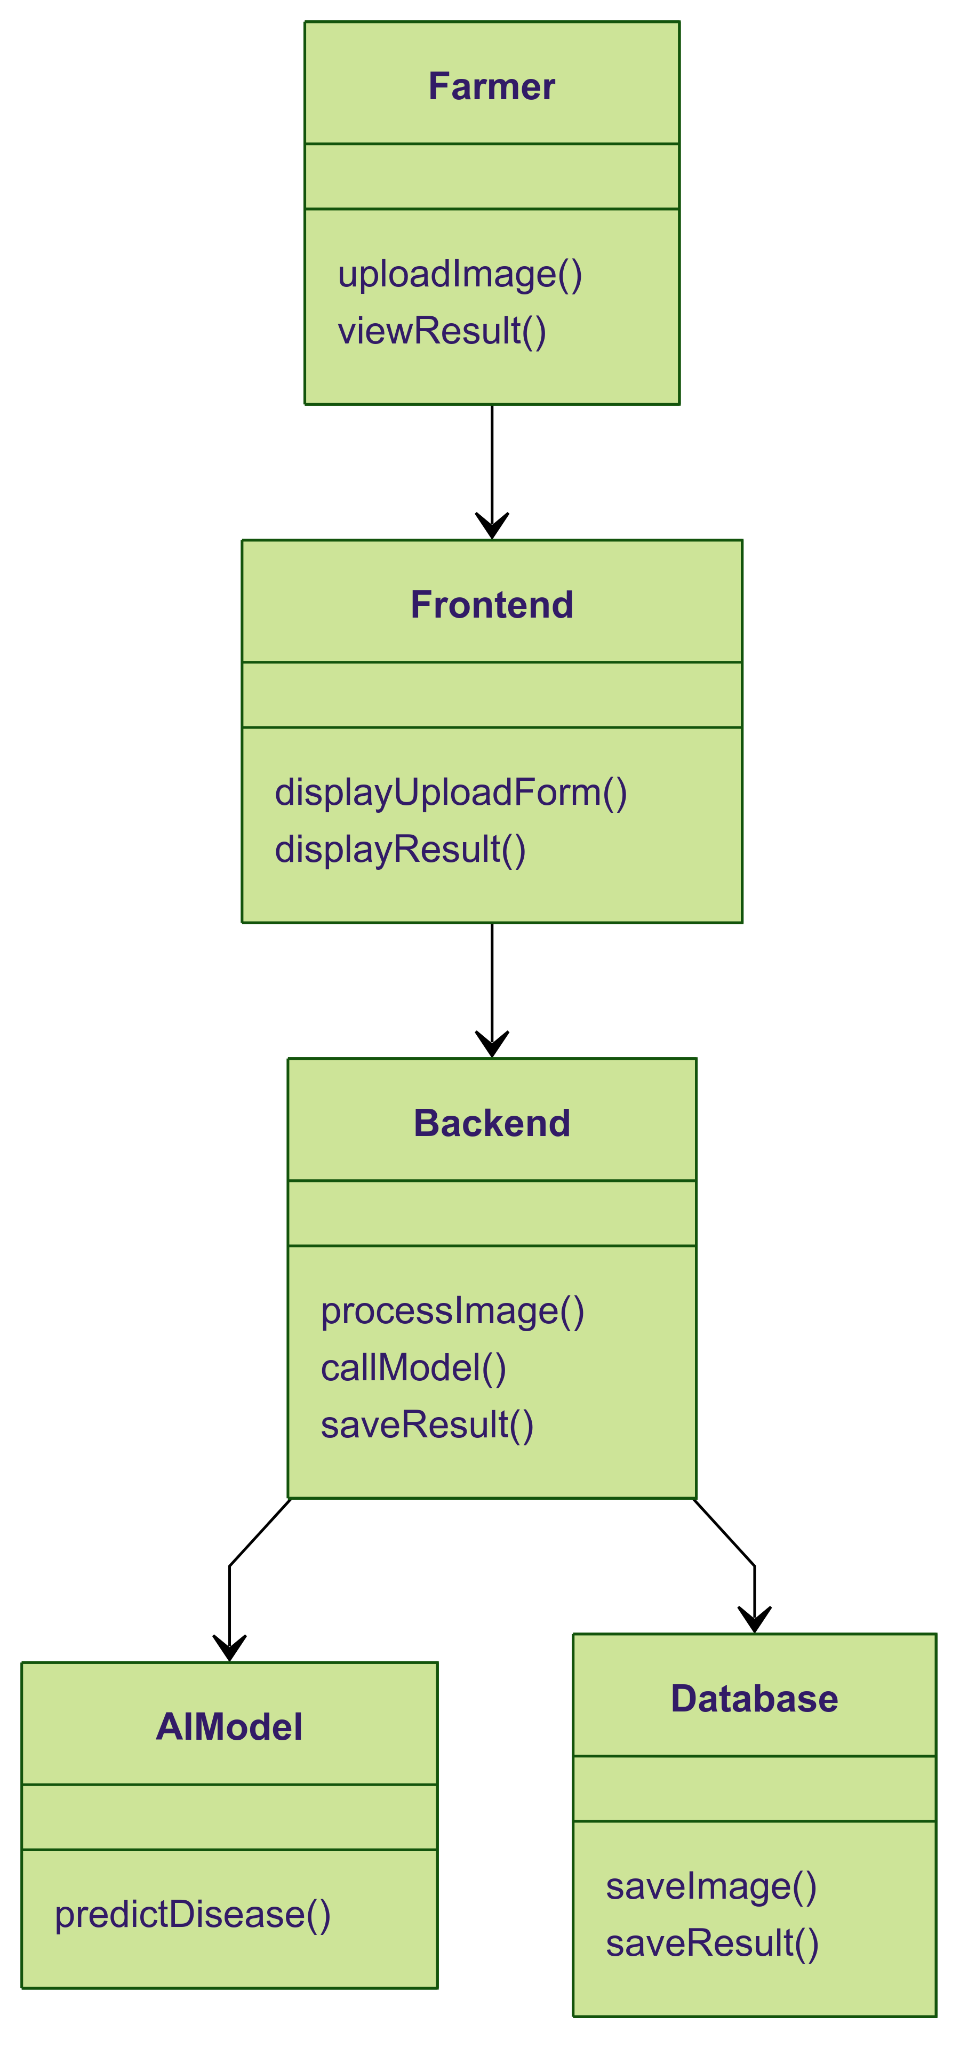 Farmer
uploadImage()
viewResult()
Frontend
displayUploadForm()
displayResult()
Backend
processImage()
callModel()
saveResult()
AIModel
predictDisease()
Database
saveImage()
saveResult()